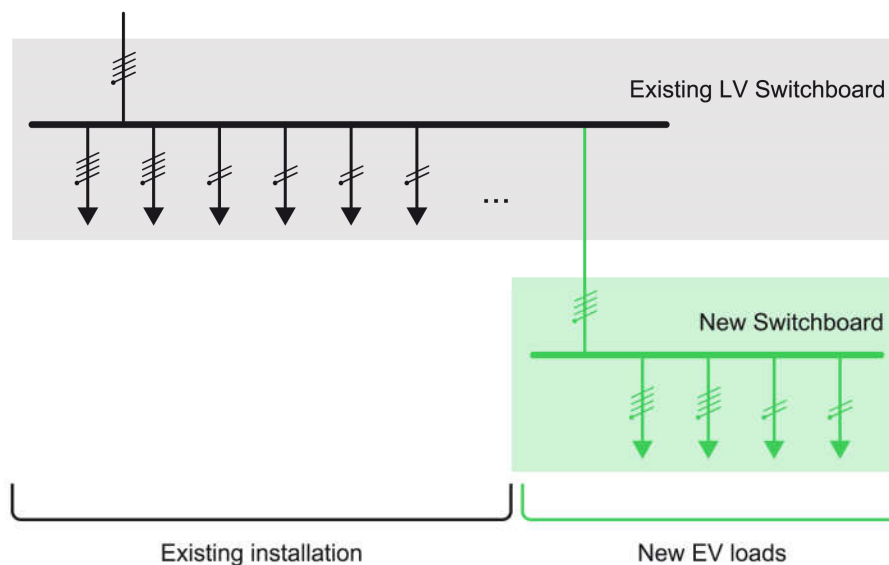 Existing LV Switchboard
...
New Switchboard
Existing installation
New EV loads